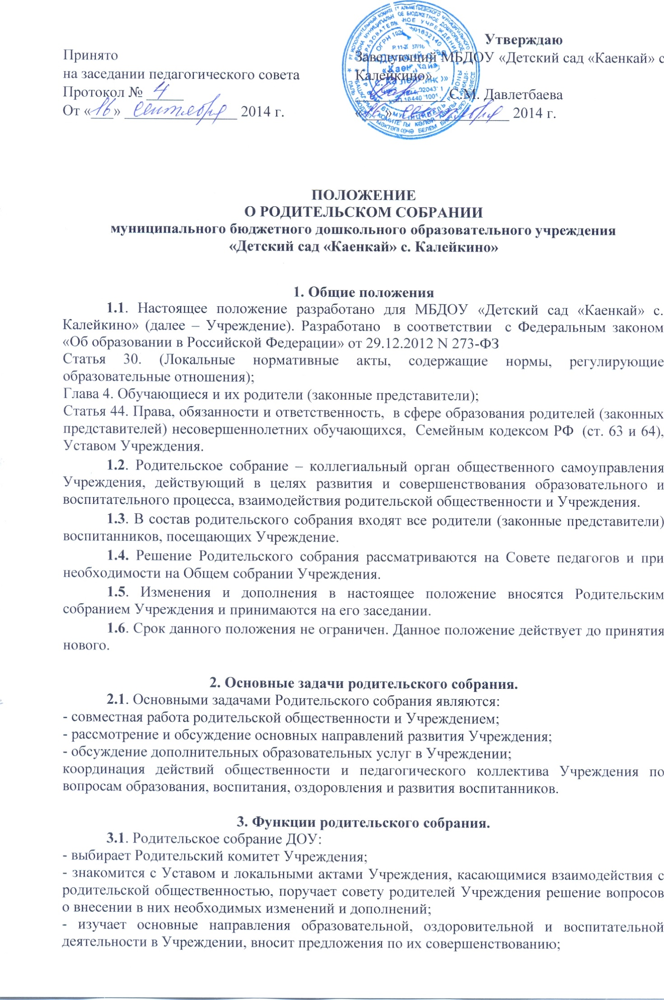 Утверждаю
Принято
Заведующий МБДОУ «Детский сад «Каенкай» с
на заседании педагогического совета
Калейкино»
Протокол № 4
С.М. Давлетбаева
От «16» сентября 2014 г.
«16» сентября 2014 г.
ПОЛОЖЕНИЕ
О РОДИТЕЛЬСКОМ СОБРАНИИ
муниципального бюджетного дошкольного образовательного учреждения
«Детский сад «Каенкай» с. Калейкино»
1. Общие положения
1.1. Настоящее положение разработано для МБДОУ «Детский сад «Каенкай» с.
Калейкино» (далее – Учреждение). Разработано в соответствии с Федеральным законом
«Об образовании в Российской Федерации» от 29.12.2012 N 273-ФЗ
Статья 30. (Локальные нормативные акты, содержащие нормы, регулирующие
образовательные отношения);
Глава 4. Обучающиеся и их родители (законные представители);
Статья 44. Права, обязанности и ответственность, в сфере образования родителей (законных
представителей) несовершеннолетних обучающихся, Семейным кодексом РФ (ст. 63 и 64),
Уставом Учреждения.
1.2. Родительское собрание – коллегиальный орган общественного самоуправления
Учреждения, действующий в целях развития и совершенствования образовательного и
воспитательного процесса, взаимодействия родительской общественности и Учреждения.
1.3. В состав родительского собрания входят все родители (законные представители)
воспитанников, посещающих Учреждение.
1.4. Решение Родительского собрания рассматриваются на Совете педагогов и при
необходимости на Общем собрании Учреждения.
1.5. Изменения и дополнения в настоящее положение вносятся Родительским
собранием Учреждения и принимаются на его заседании.
1.6. Срок данного положения не ограничен. Данное положение действует до принятия
нового.
2. Основные задачи родительского собрания.
2.1. Основными задачами Родительского собрания являются:
- совместная работа родительской общественности и Учреждением;
- рассмотрение и обсуждение основных направлений развития Учреждения;
- обсуждение дополнительных образовательных услуг в Учреждении;
координация действий общественности и педагогического коллектива Учреждения по
вопросам образования, воспитания, оздоровления и развития воспитанников.
3. Функции родительского собрания.
3.1. Родительское собрание ДОУ:
- выбирает Родительский комитет Учреждения;
- знакомится с Уставом и локальными актами Учреждения, касающимися взаимодействия с
родительской общественностью, поручает совету родителей Учреждения решение вопросов
о внесении в них необходимых изменений и дополнений;
- изучает основные направления образовательной, оздоровительной и воспитательной
деятельности в Учреждении, вносит предложения по их совершенствованию;